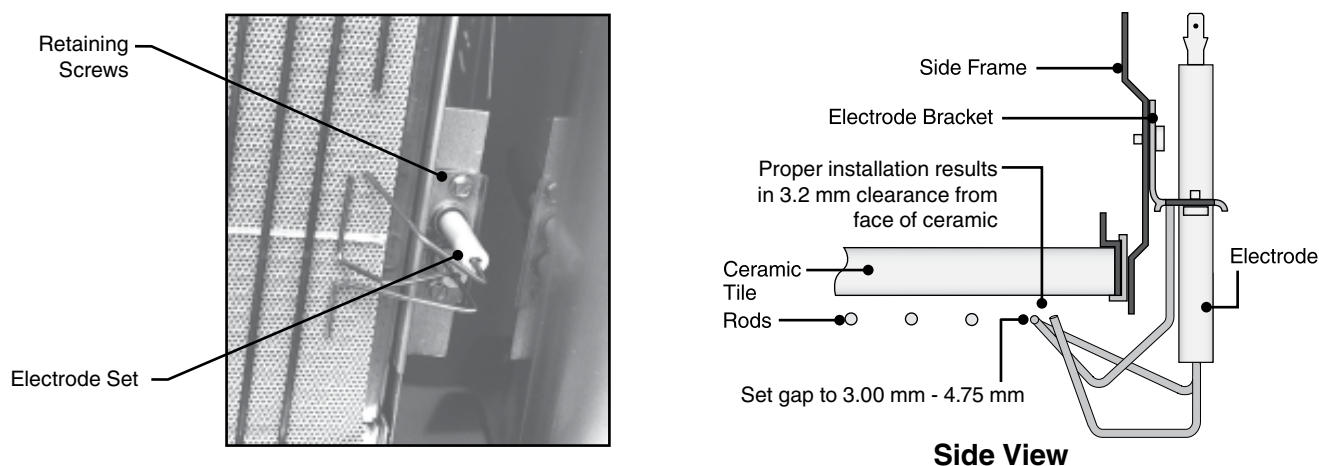 Retaining
Screws
Electrode Set
Side Frame
Electrode Bracket
Proper installation results
in 3.2 mm clearance from
face of ceramic
Ceramic
Tile
Rods
Electrode
Set gap to 3.00 mm - 4.75 mm
Side View